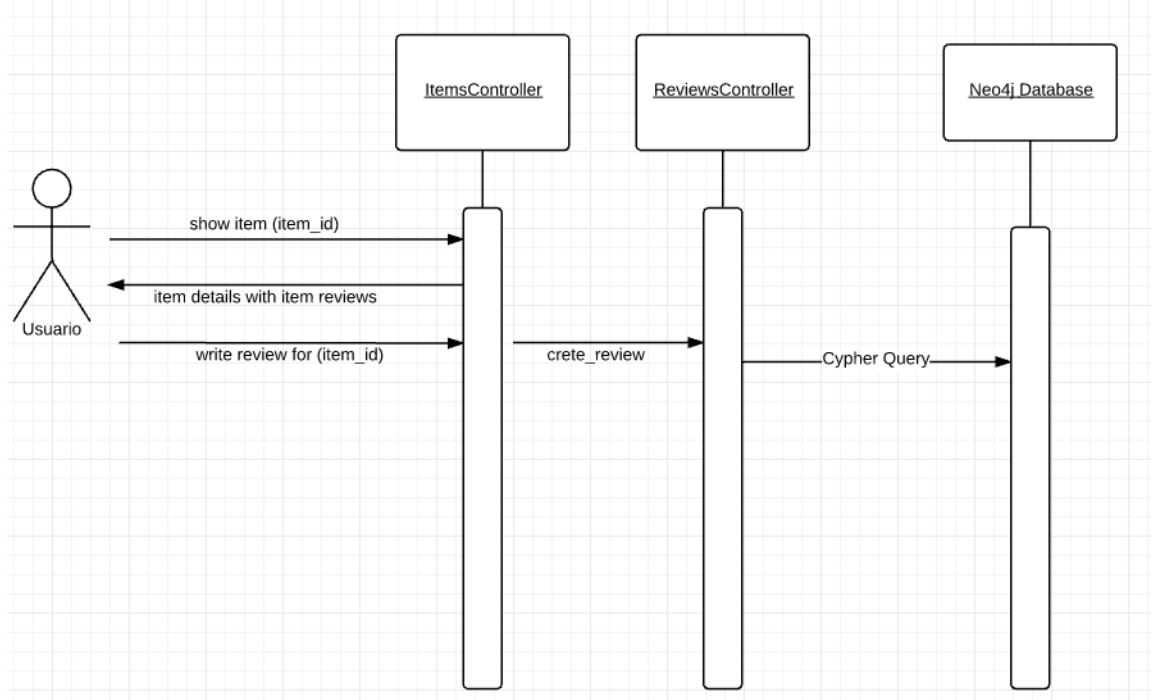 ItemsController
ReviewsController
Neo4j Database
show item (item_id)
item details with item reviews
Usuario
write review for (item_id)
crete_review
Cypher Query